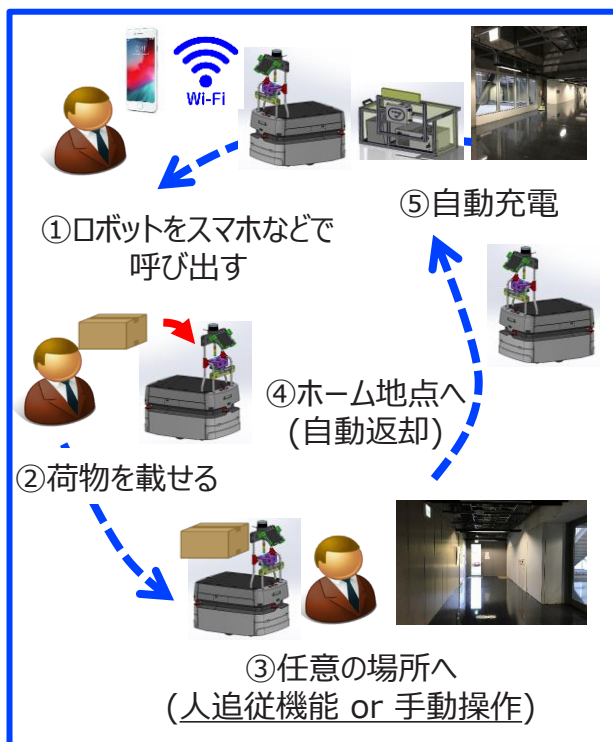 Wi-Fi
①ロボットをスマホなどで
呼び出す
②荷物を載せる
③任意の場所へ
(人追従機能 or 手動操作)
④ホーム地点へ
(自動返却)
⑤自動充電